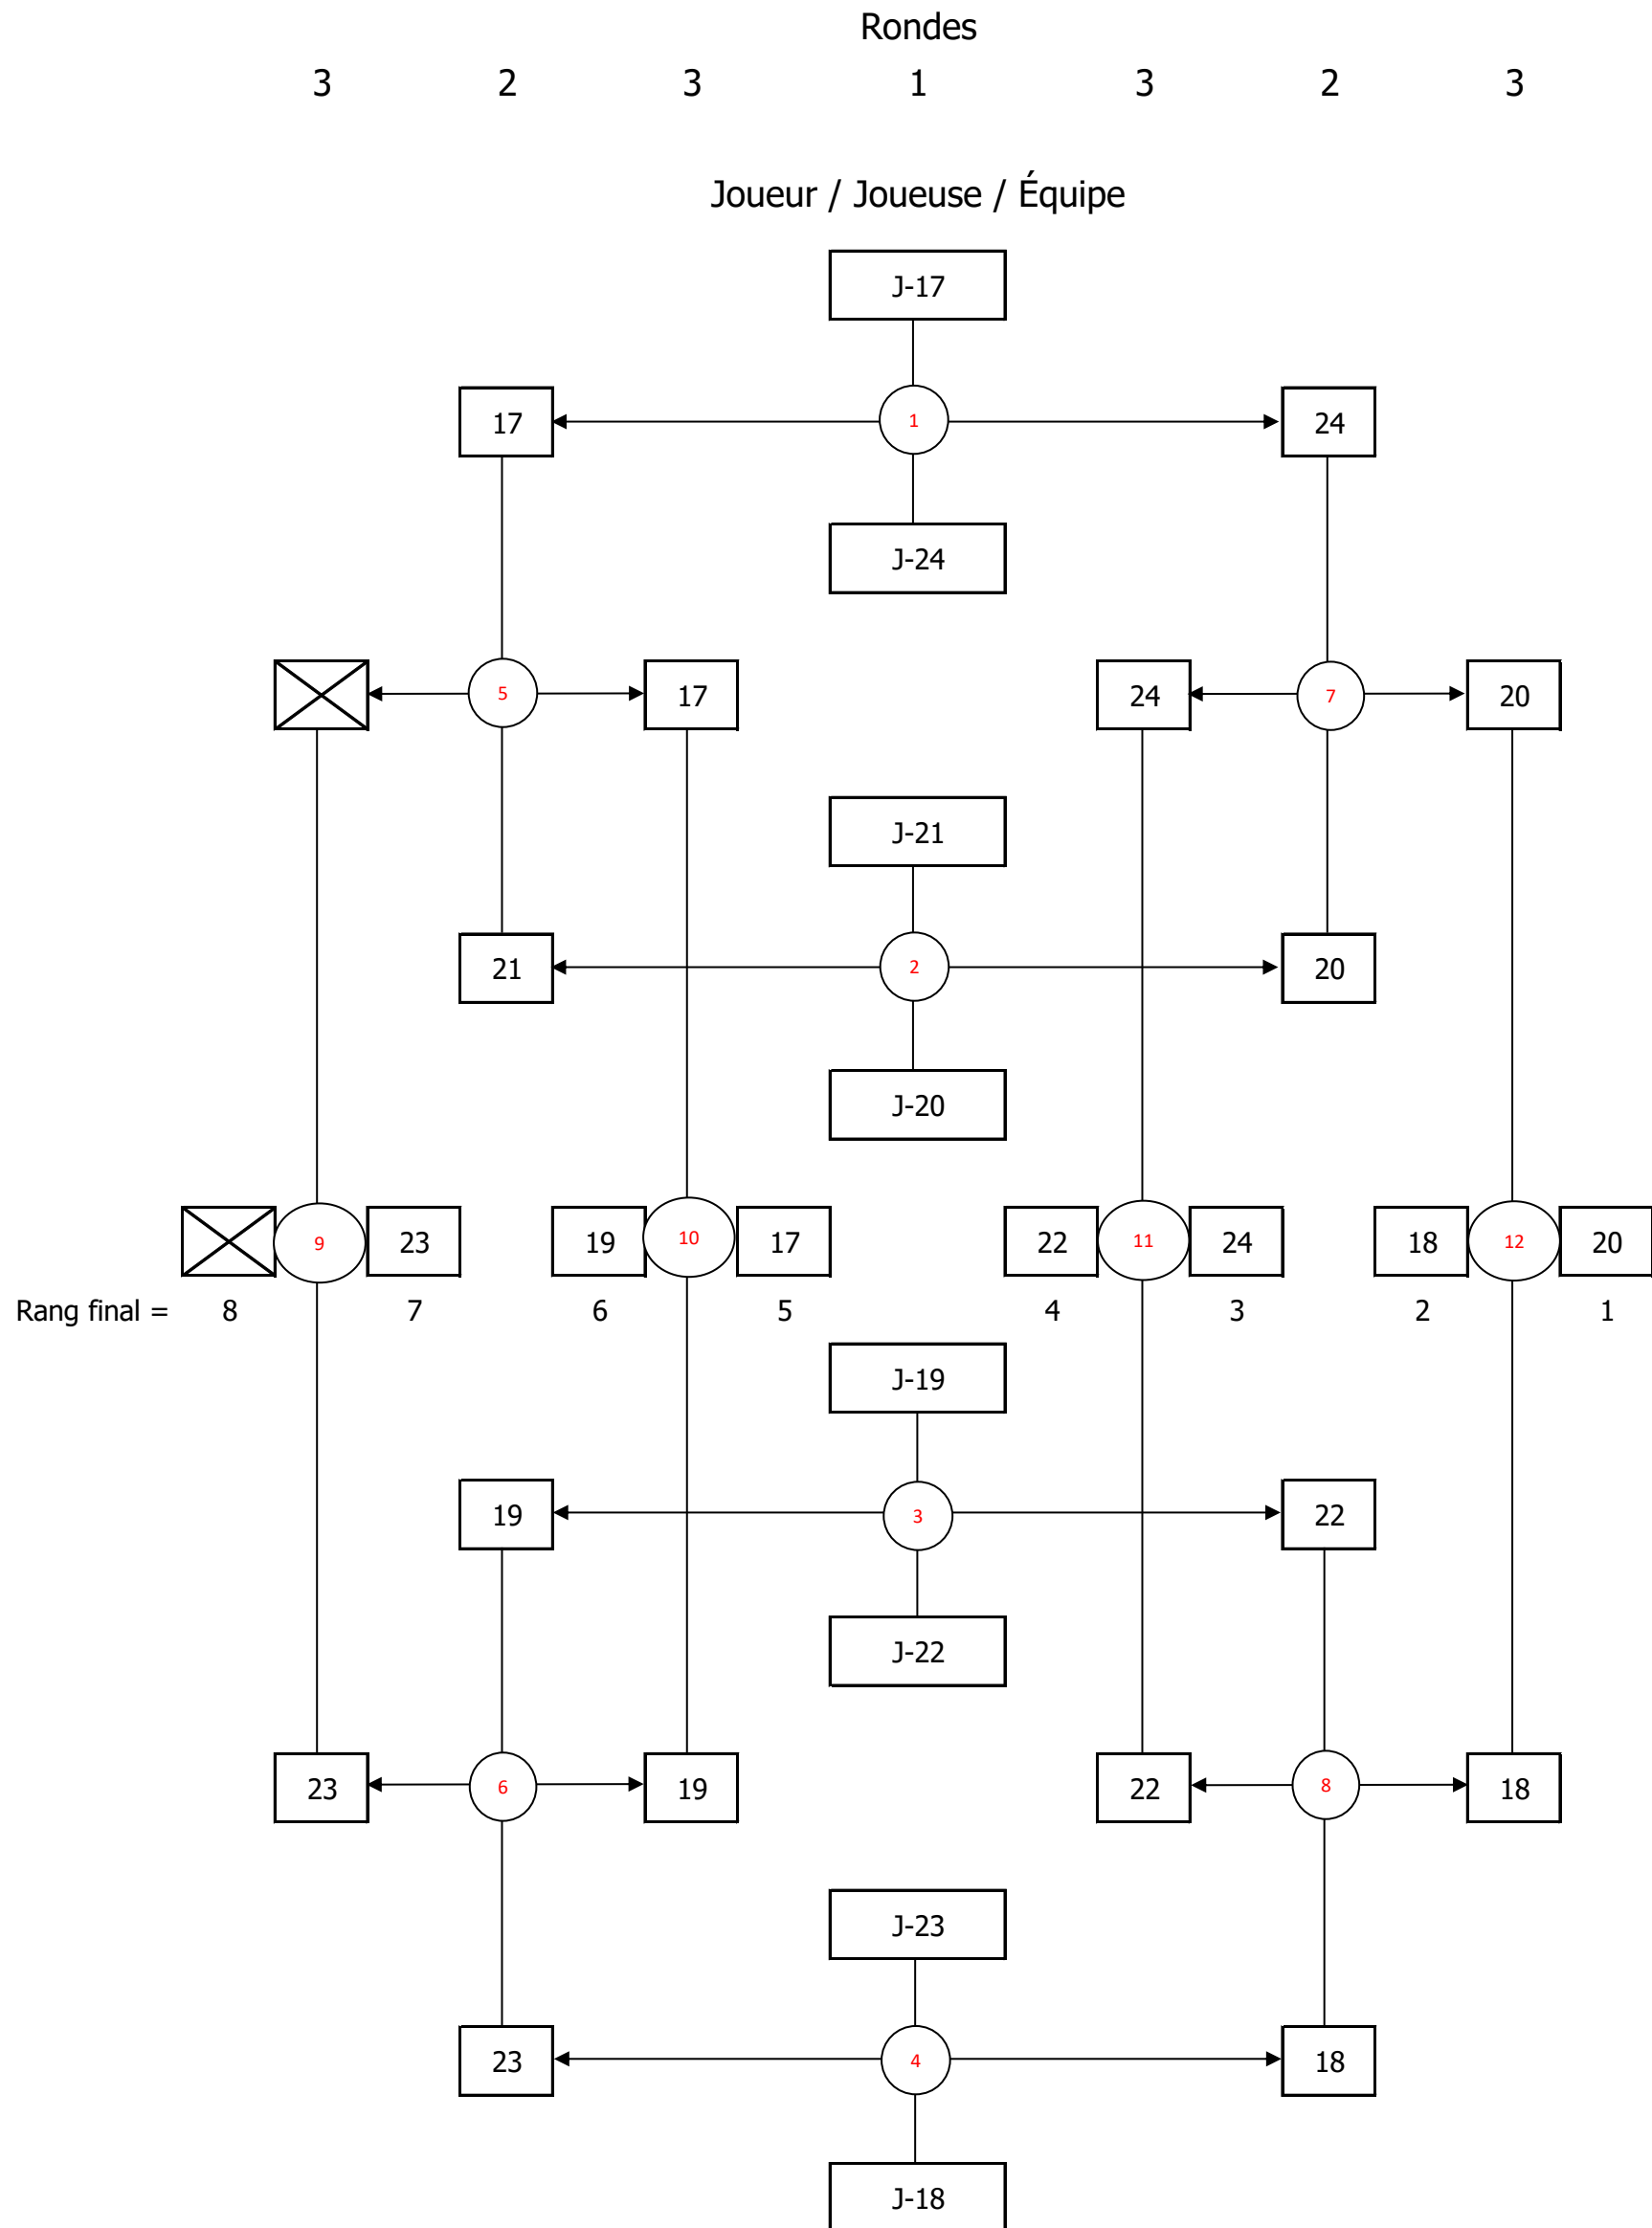 Rondes
3 2 3 1 3 2 3
Joueur / Joueuse / Équipe
J-17
17 1 24
J-24
5 17 24 7 20
J-21
21 2 20
J-20
9 23 19 10 17 22 11 24 18 12 20
Rang final = 8 7 6 5 4 3 2 1
J-19
19 3 22
J-22
23 6 19 22 8 18
J-23
23 4 18
J-18